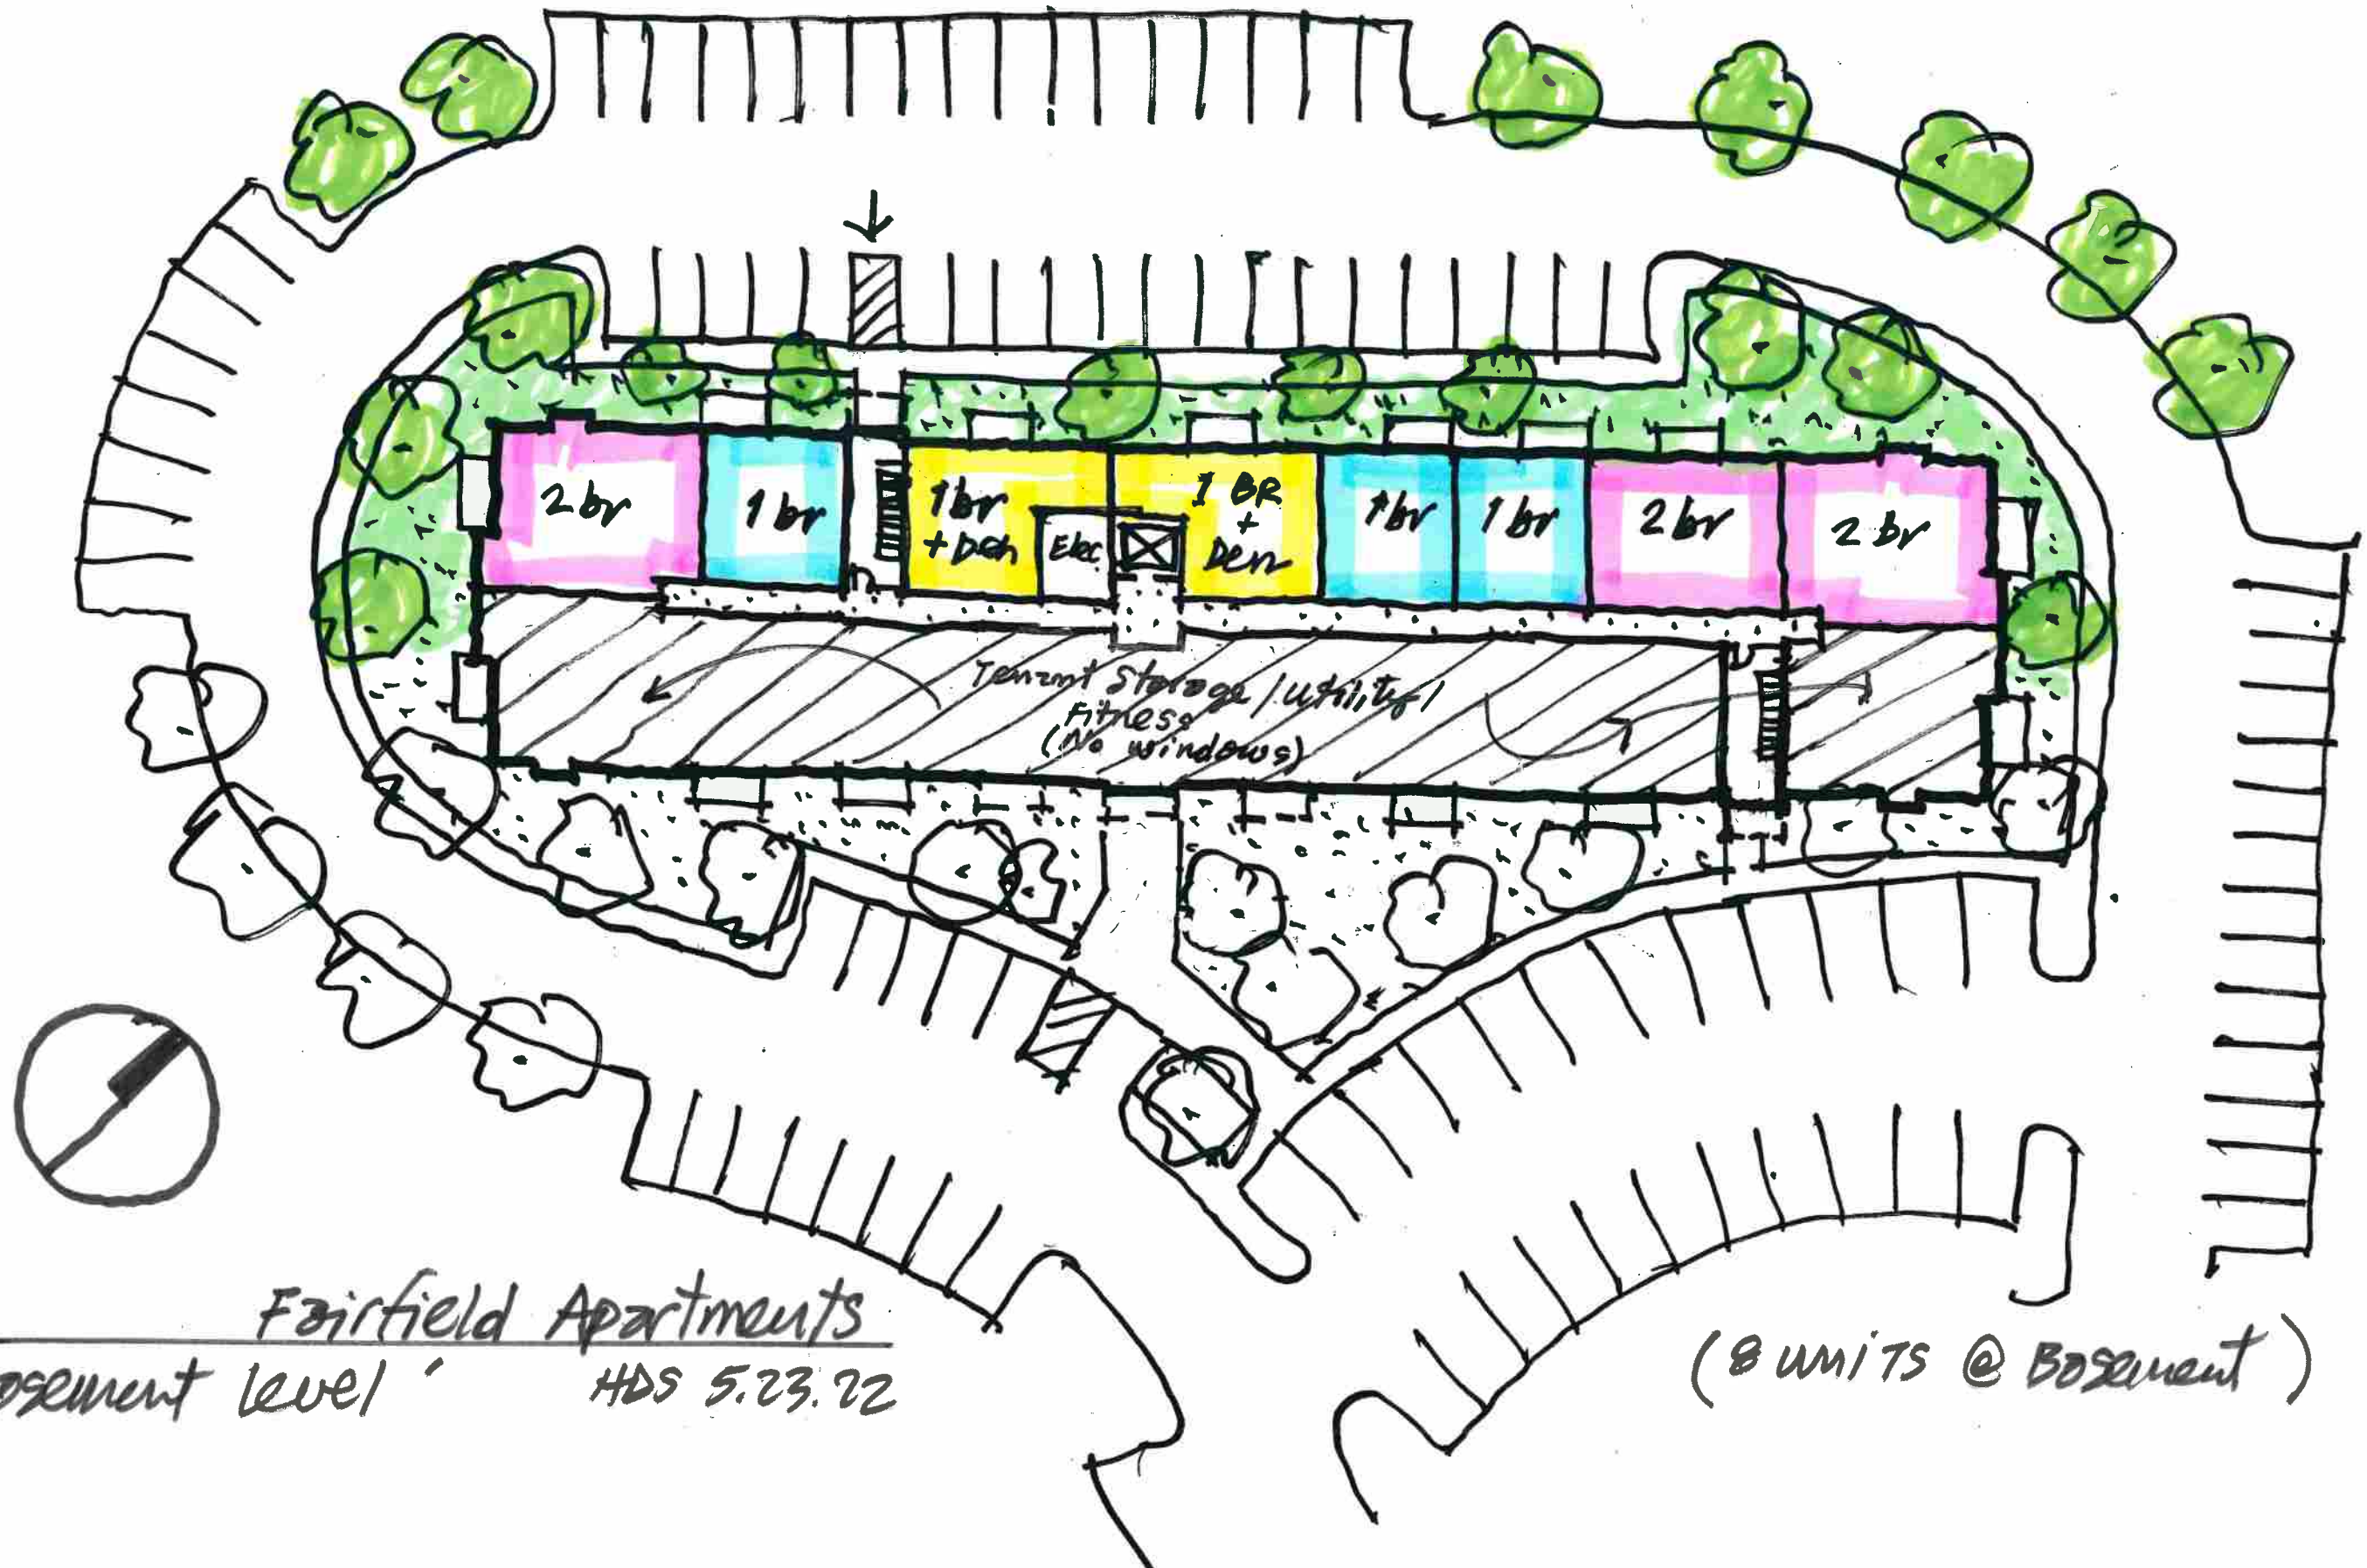 2 br
1 br
1 br
+ Den
Elec
1 BR
+
Den
1 br
1 br
2 br
2 br
Tenant Storage / Utility /
Fitness
(No windows)
Fairfield Apartments
asement Level
HDS 5.23.22
(8 UNITS @ Basement)